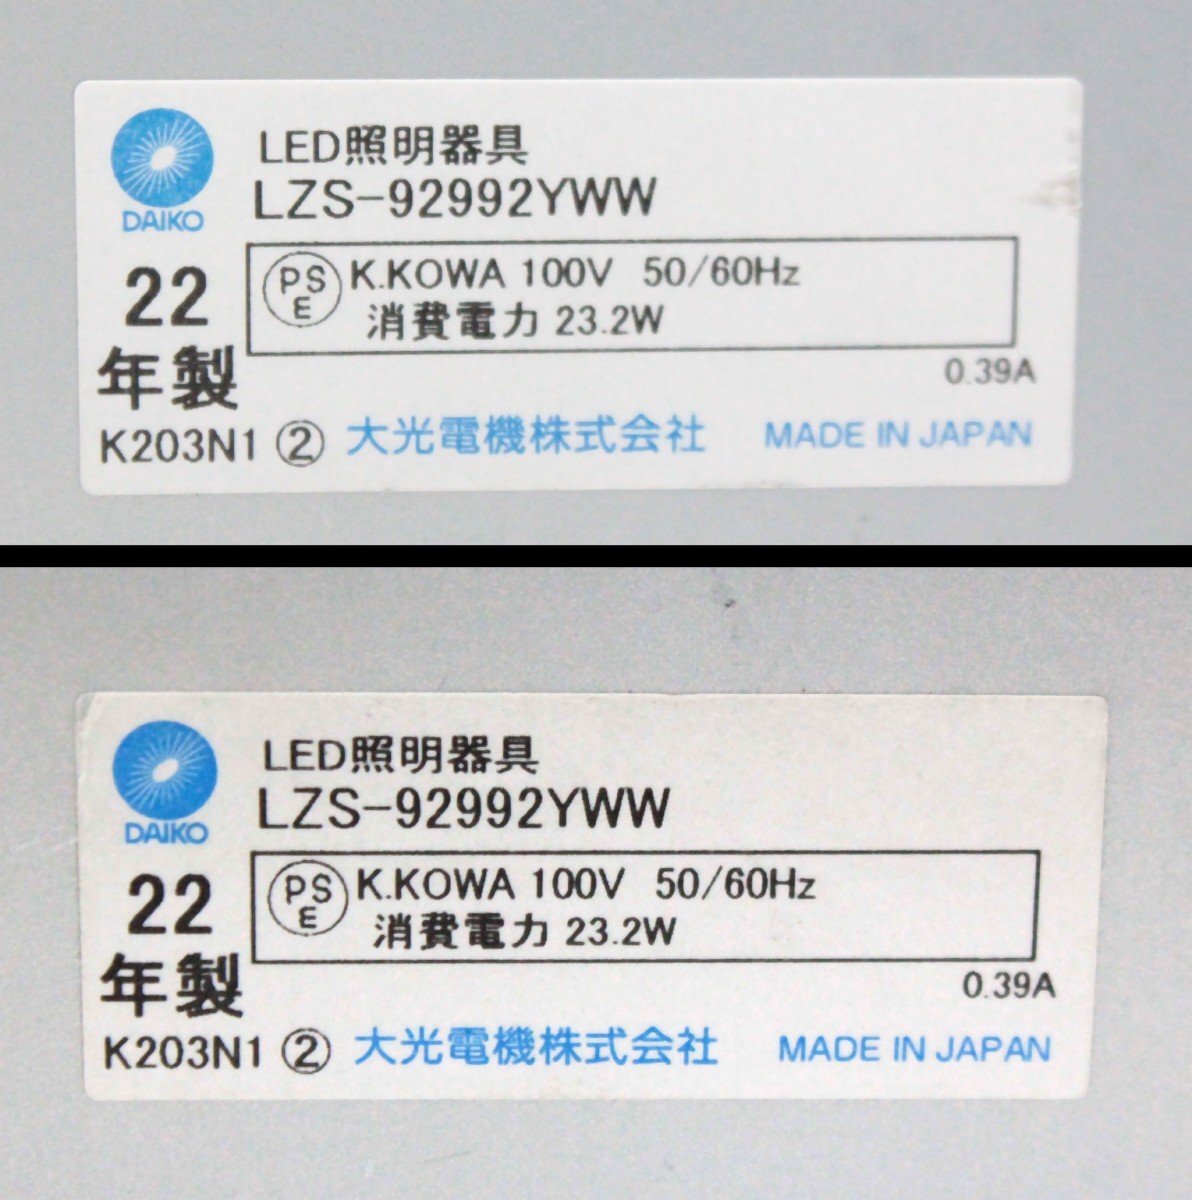 LED照明器具
LZS-92992YWW
DAIKO
22
年製
PS
E
K.KOWA 100V 50/60Hz
消費電力 23.2W
0.39A
K203N1 ② 大光電機株式会社 MADE IN JAPAN
LED照明器具
LZS-92992YWW
DAIKO
22
年製
PS
E
K.KOWA 100V 50/60Hz
消費電力 23.2W
0.39A
K203N1 ② 大光電機株式会社 MADE IN JAPAN